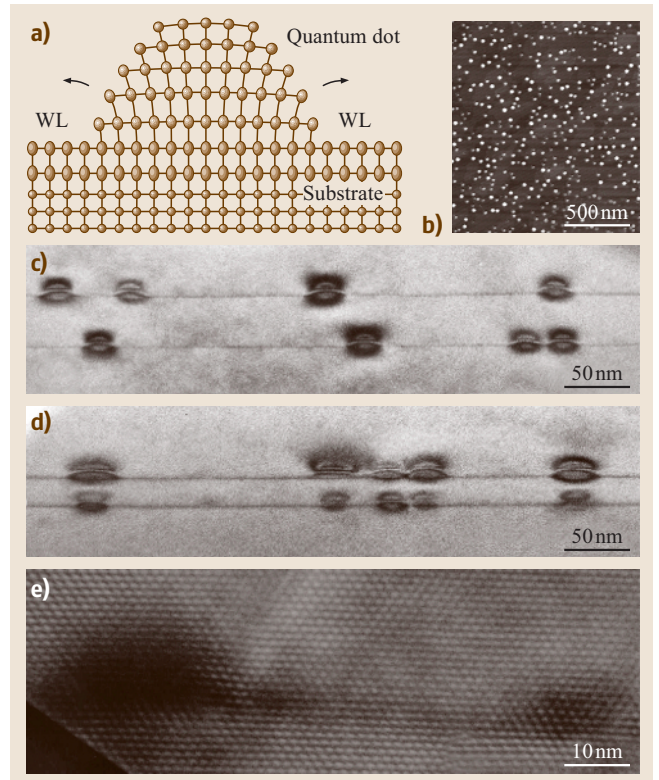 a)
Quantum dot
WL
WL
Substrate
b)
500 nm
c)
50 nm
d)
50 nm
e)
10 nm